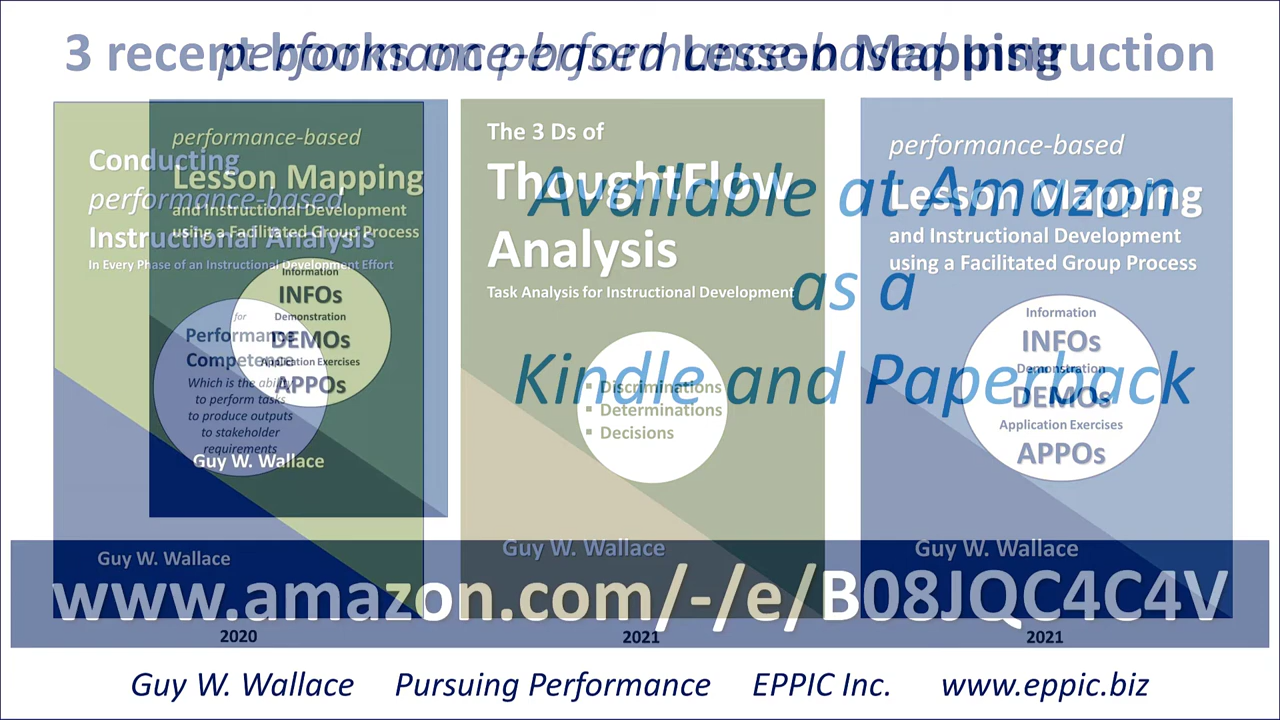 3 recent books on performance-based Instruction
performance-based Lesson Mapping
Conducting
performance-based
Instructional Analysis
In Every Phase of an Instructional Development Effort
for
Performance
Competence
Which is the ability
to perform tasks
to produce outputs
to stakeholder
requirements
Guy W. Wallace
2020
performance-based
Lesson Mapping
and Instructional Development
using a Facilitated Group Process
Information
INFOs
Demonstration
DEMOs
Application Exercises
APPOs
Guy W. Wallace
The 3 Ds of
ThoughtFlow
Analysis
Task Analysis for Instructional Development
▪ Discriminations
▪ Determinations
▪ Decisions
Guy W. Wallace
2021
performance-based
Lesson Mapping
and Instructional Development
using a Facilitated Group Process
Information
INFOs
Demonstration
DEMOs
Application Exercises
APPOs
Guy W. Wallace
2021
Available at Amazon
as a
Kindle and Paperback
www.amazon.com/-/e/B08JQC4C4V
Guy W. Wallace Pursuing Performance EPPIC Inc. www.eppic.biz